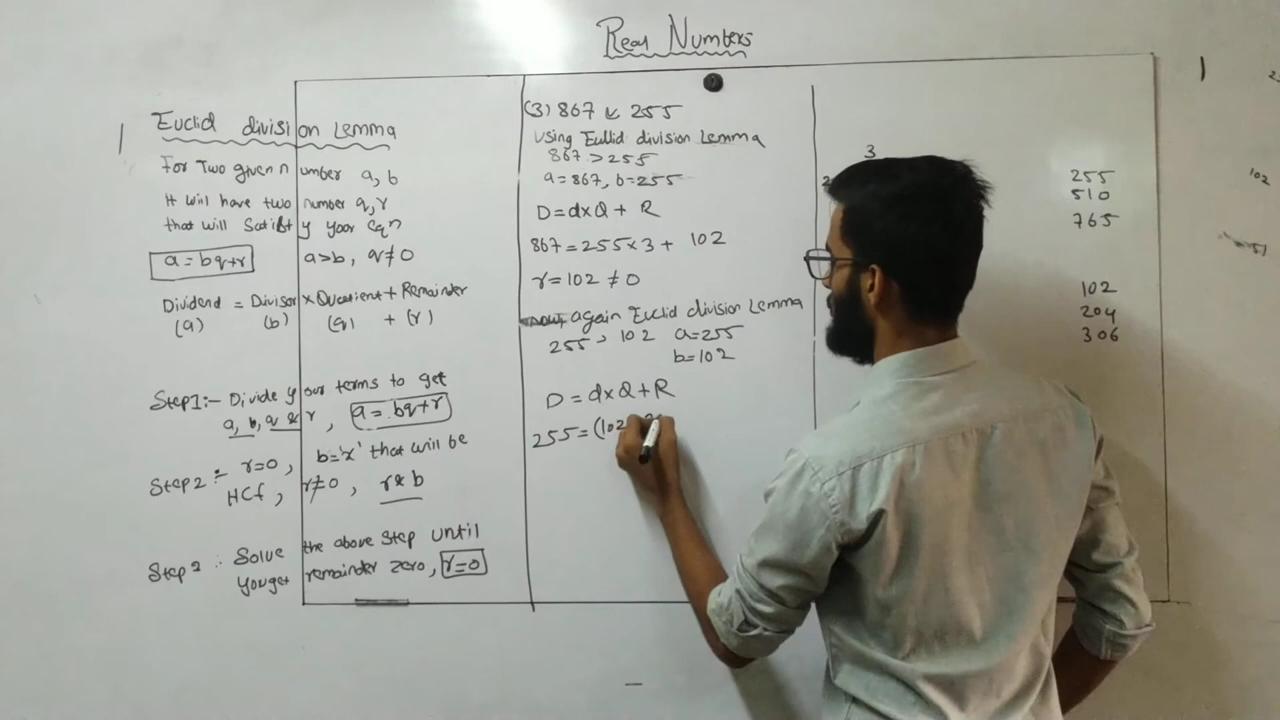 Real Numbers
Euclid division Lemma
For Two given number a, b
It will have two number q, r
that will Satisfy your Eqn
a = bq+r
a>b, q≠0
Dividend = Divisor × Quotient + Remainder
(a) (b) (q) + (r)
Step1:- Divide your terms to get
a, b, q & r, a = bq+r
Step2:- r=0, b='x' that will be
HCf, r≠0, r & b
Step 2 :- Solve the above Step until
You get remainder zero, r=0
(3) 867 & 255
Using Euclid division Lemma
867 > 255
a=867, b=255
D=d×Q+R
867=255×3+ 102
r=102 ≠0
again Euclid division Lemma
255, 102 a=255
b=102
D=d×Q+R
255=(102
3
255
510
765
102
204
306
102
51